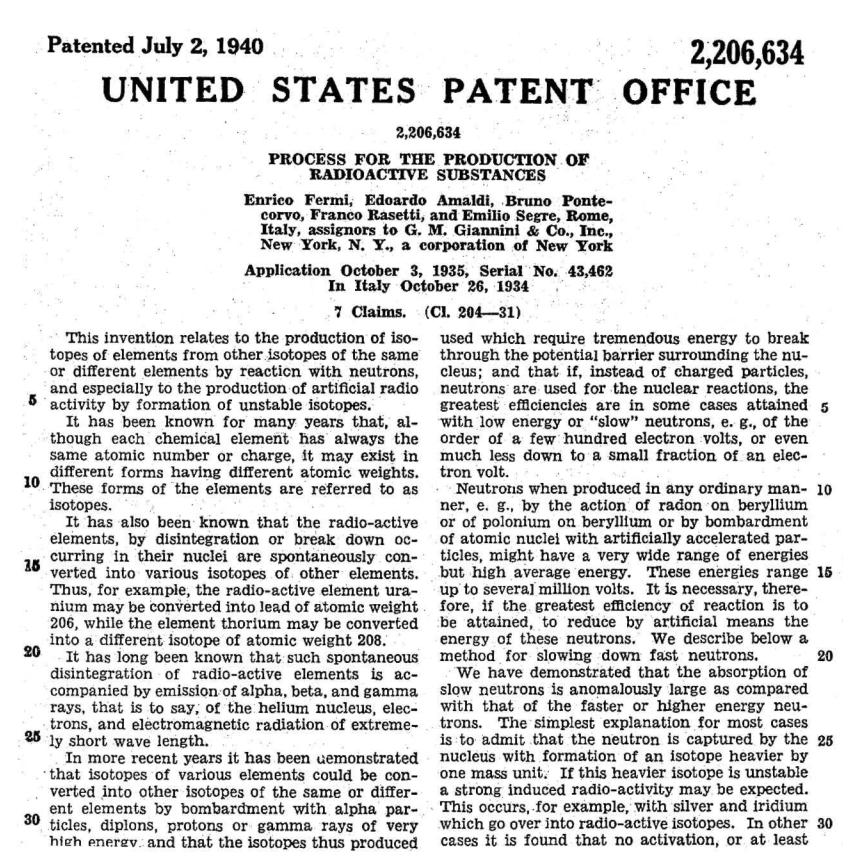 Patented July 2, 1940
2,206,634
UNITED STATES PATENT OFFICE
2,206,634
PROCESS FOR THE PRODUCTION OF
RADIOACTIVE SUBSTANCES
Enrico Fermi, Edoardo Amaldi, Bruno Ponte-
corvo, Franco Rasetti, and Emilio Segre, Rome,
Italy, assignors to G. M. Giannini & Co., Inc.,
New York, N. Y., a corporation of New York
Application October 3, 1935, Serial No. 43,462
In Italy October 26, 1934
7 Claims. (Cl. 204—31)
This invention relates to the production of iso-
topes of elements from other isotopes of the same
or different elements by reaction with neutrons,
and especially to the production of artificial radio
5 activity by formation of unstable isotopes.
It has been known for many years that, al-
though each chemical element has always the
same atomic number or charge, it may exist in
different forms having different atomic weights.
10 These forms of the elements are referred to as
isotopes.
It has also been known that the radio-active
elements, by disintegration or break down oc-
curring in their nuclei are spontaneously con-
15 verted into various isotopes of other elements.
Thus, for example, the radio-active element ura-
nium may be converted into lead of atomic weight
206, while the element thorium may be converted
into a different isotope of atomic weight 208.
20 It has long been known that such spontaneous
disintegration of radio-active elements is ac-
companied by emission of alpha, beta, and gamma
rays, that is to say, of the helium nucleus, elec-
trons, and electromagnetic radiation of extreme-
25 ly short wave length.
In more recent years it has been demonstrated
that isotopes of various elements could be con-
verted into other isotopes of the same or differ-
ent elements by bombardment with alpha par-
30 ticles, diplons, protons or gamma rays of very
high energy, and that the isotopes thus produced
used which require tremendous energy to break
through the potential barrier surrounding the nu-
cleus; and that if, instead of charged particles,
neutrons are used for the nuclear reactions, the
greatest efficiencies are in some cases attained 5
with low energy or "slow" neutrons, e. g., of the
order of a few hundred electron volts, or even
much less down to a small fraction of an elec-
tron volt.
Neutrons when produced in any ordinary man- 10
ner, e. g., by the action of radon on beryllium
or of polonium on beryllium or by bombardment
of atomic nuclei with artificially accelerated par-
ticles, might have a very wide range of energies
but high average energy. These energies range 15
up to several million volts. It is necessary, there-
fore, if the greatest efficiency of reaction is to
be attained, to reduce by artificial means the
energy of these neutrons. We describe below a
method for slowing down fast neutrons. 20
We have demonstrated that the absorption of
slow neutrons is anomalously large as compared
with that of the faster or higher energy neu-
trons. The simplest explanation for most cases
is to admit that the neutron is captured by the 25
nucleus with formation of an isotope heavier by
one mass unit. If this heavier isotope is unstable
a strong induced radio-activity may be expected.
This occurs, for example, with silver and iridium
which go over into radio-active isotopes. In other 30
cases it is found that no activation, or at least